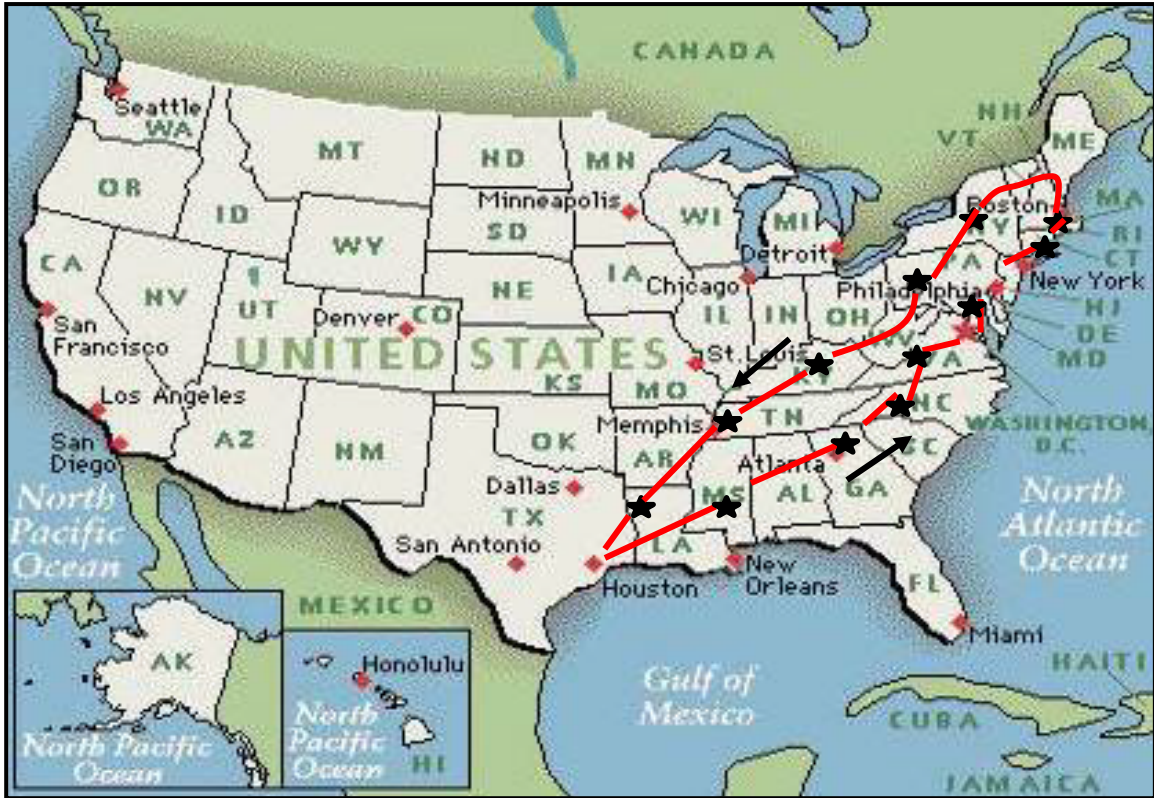 CANADA
NH
VT
ME
Seattle
WA
MT
ND
MN
OR
ID
Minneapolis
WI
MI
Boston
MA
NY
RI
WY
SD
CT
Detroit
PA
CA
NV
UT
IA
NE
Chicago
New York
Philadelphia
IL
IN
OH
NJ
San
Francisco
Denver
CO
WV
VA
DE
MD
UNITED STATES
St. Louis
KY
KS
MO
Los Angeles
TN
NC
Memphis
WASHINGTON,
D.C.
San
Diego
AZ
NM
OK
AR
Atlanta
SC
North
Pacific
Ocean
Dallas
TX
MS
AL
GA
North
Atlantic
Ocean
San Antonio
LA
Houston
New
Orleans
FL
MEXICO
Miami
AK
Honolulu
HAITI
Gulf of
Mexico
North
Pacific
Ocean
HI
North Pacific
Ocean
CUBA
JAMAICA